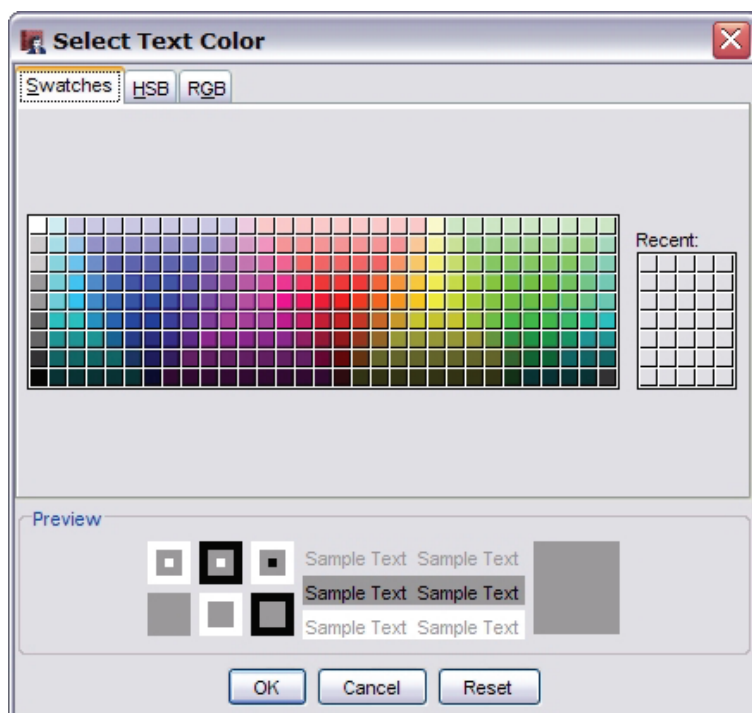 Select Text Color
Swatches HSB RGB
Recent:
Preview
Sample Text Sample Text
Sample Text Sample Text
Sample Text Sample Text
OK Cancel Reset